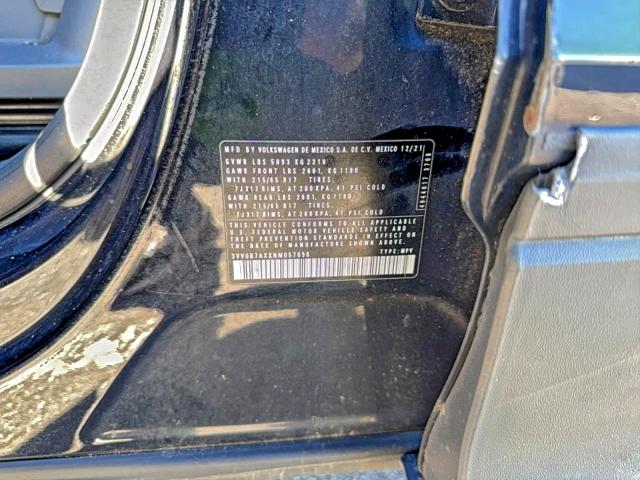 MFD BY VOLKSWAGEN DE MEXICO S.A. DE C.V. MEXICO 12/21
GVWR LBS 5093 KG 2310
GAWR FRONT LBS 2601, KG 1180
WITH 215/65 R17 TIRES,
7JX17 RIMS, AT 280 KPA, 41 PSI COLD
GAWR REAR LBS 2601, KG 1180
WITH 215/65 R17 TIRES,
7JX17 RIMS, AT 280 KPA, 41 PSI COLD
THIS VEHICLE CONFORMS TO ALL APPLICABLE
U.S. FEDERAL MOTOR VEHICLE SAFETY AND
THEFT PREVENTION STANDARDS IN EFFECT ON
THE DATE OF MANUFACTURE SHOWN ABOVE.
3VV0B7AXXNM057696 TYPE: MPV